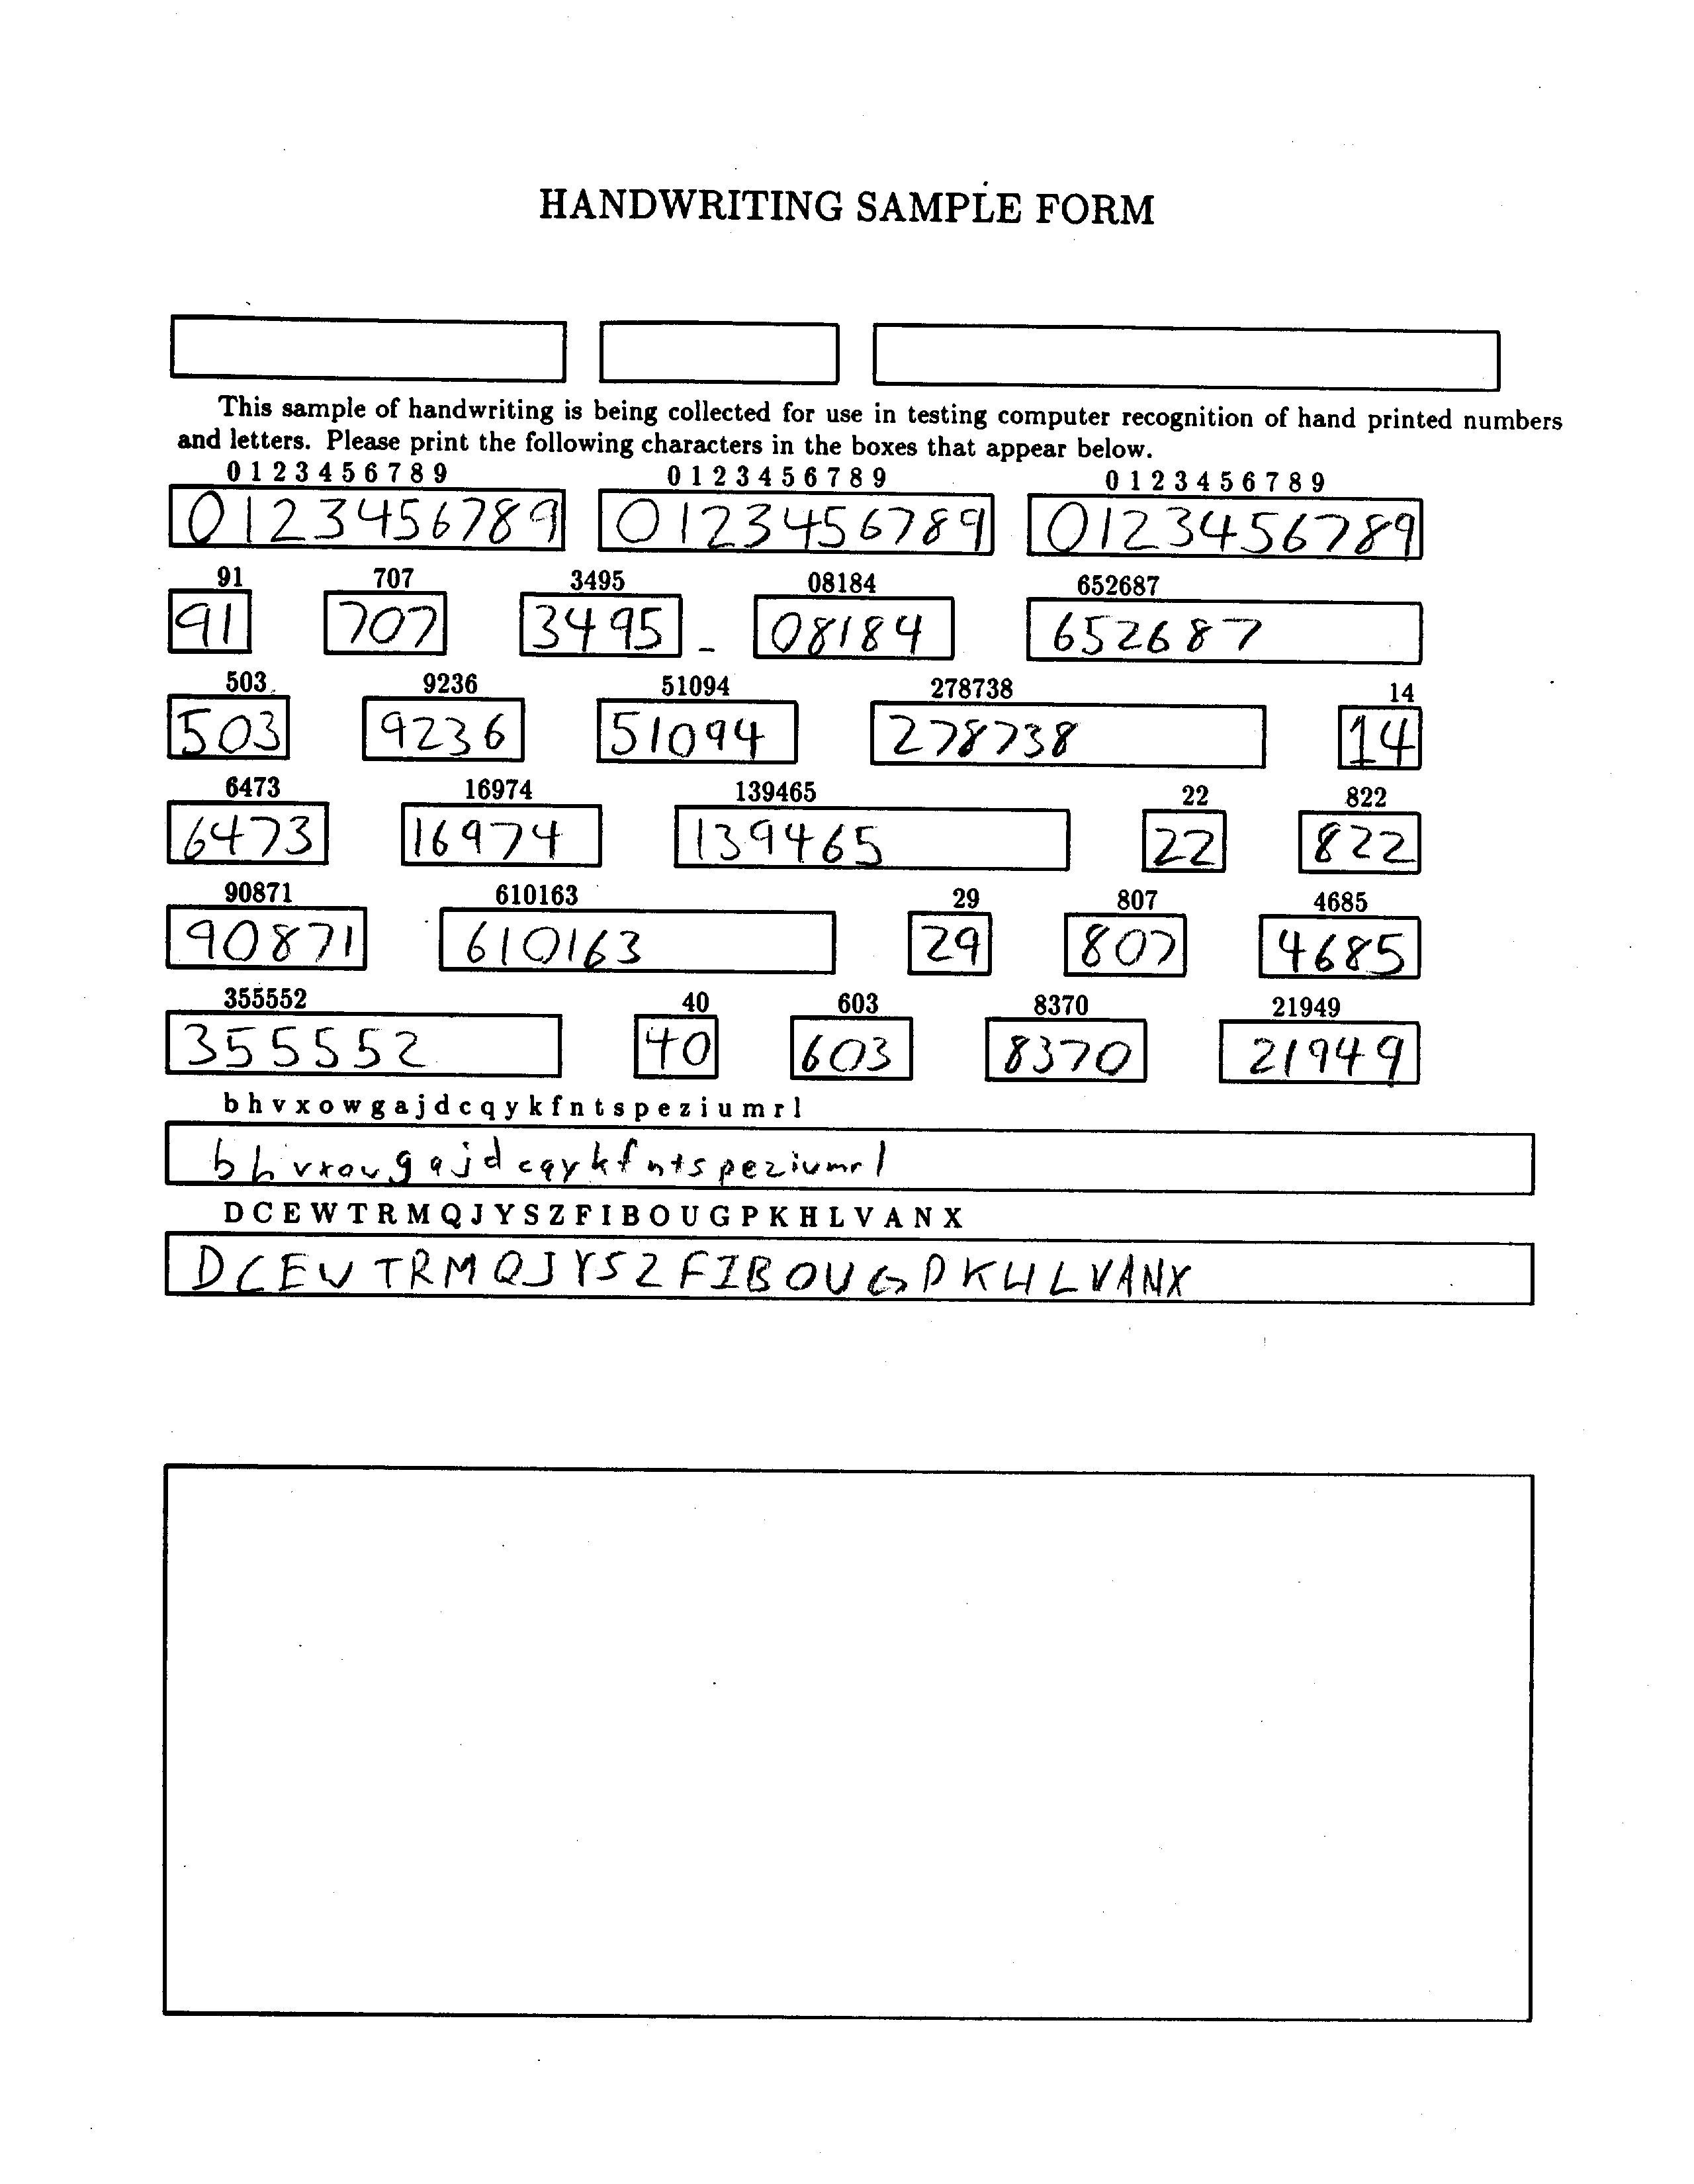 HANDWRITING SAMPLE FORM
This sample of handwriting is being collected for use in testing computer recognition of hand printed numbers
and letters. Please print the following characters in the boxes that appear below.
0 1 2 3 4 5 6 7 8 9 0 1 2 3 4 5 6 7 8 9 0 1 2 3 4 5 6 7 8 9
0123456789 0123456789 0123456789
91 707 3495 08184 652687
91 707 3495 08184 652687
503 9236 51094 278738 14
503 9236 51094 278738 14
6473 16974 139465 22 822
6473 16974 139465 22 822
90871 610163 29 807 4685
90871 610163 29 807 4685
355552 40 603 8370 21949
355552 40 603 8370 21949
b h v x o w g a j d c q y k f n t s p e z i u m r l
b h v x o w g a j d c q y k f n t s p e z i u m r l
D C E W T R M Q J Y S Z F I B O U G P K H L V A N X
D C E W T R M Q J Y S Z F I B O U G P K H L V A N X